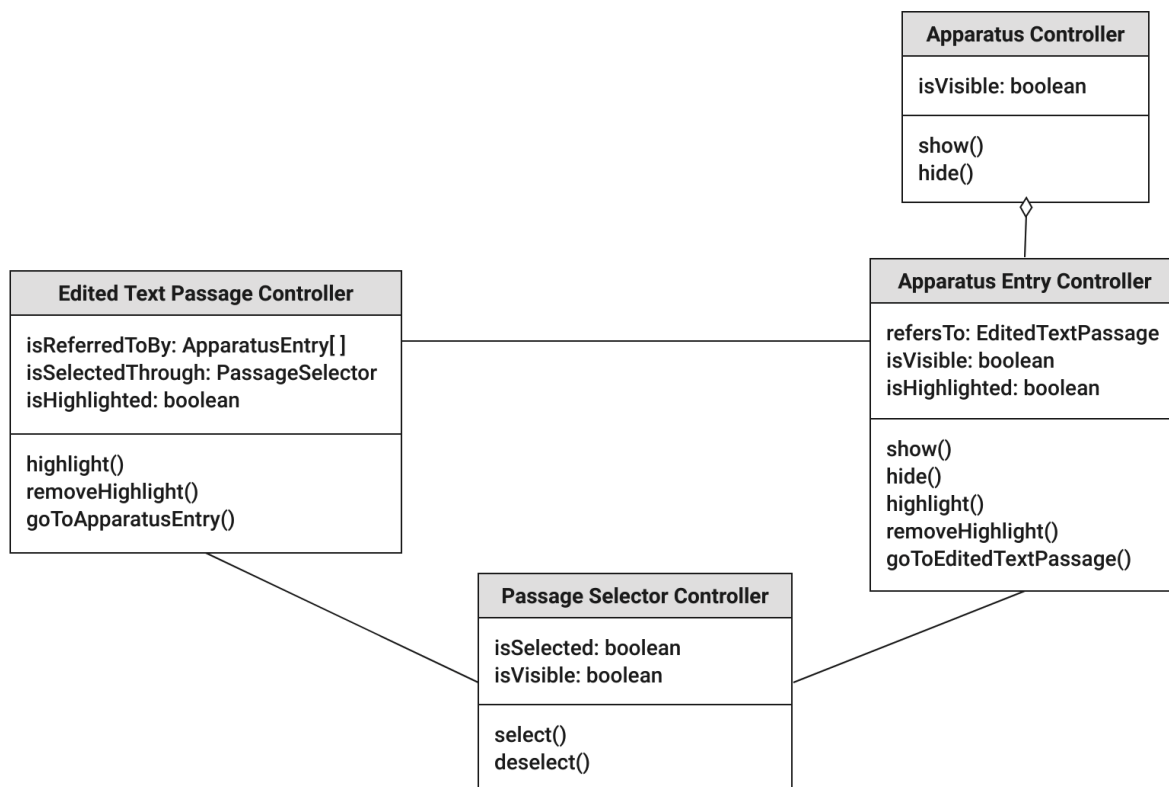 Apparatus Controller
isVisible: boolean
show()
hide()
Edited Text Passage Controller
isReferredToBy: ApparatusEntry[ ]
isSelectedThrough: PassageSelector
isHighlighted: boolean
highlight()
removeHighlight()
goToApparatusEntry()
Apparatus Entry Controller
refersTo: EditedTextPassage
isVisible: boolean
isHighlighted: boolean
show()
hide()
highlight()
removeHighlight()
goToEditedTextPassage()
Passage Selector Controller
isSelected: boolean
isVisible: boolean
select()
deselect()